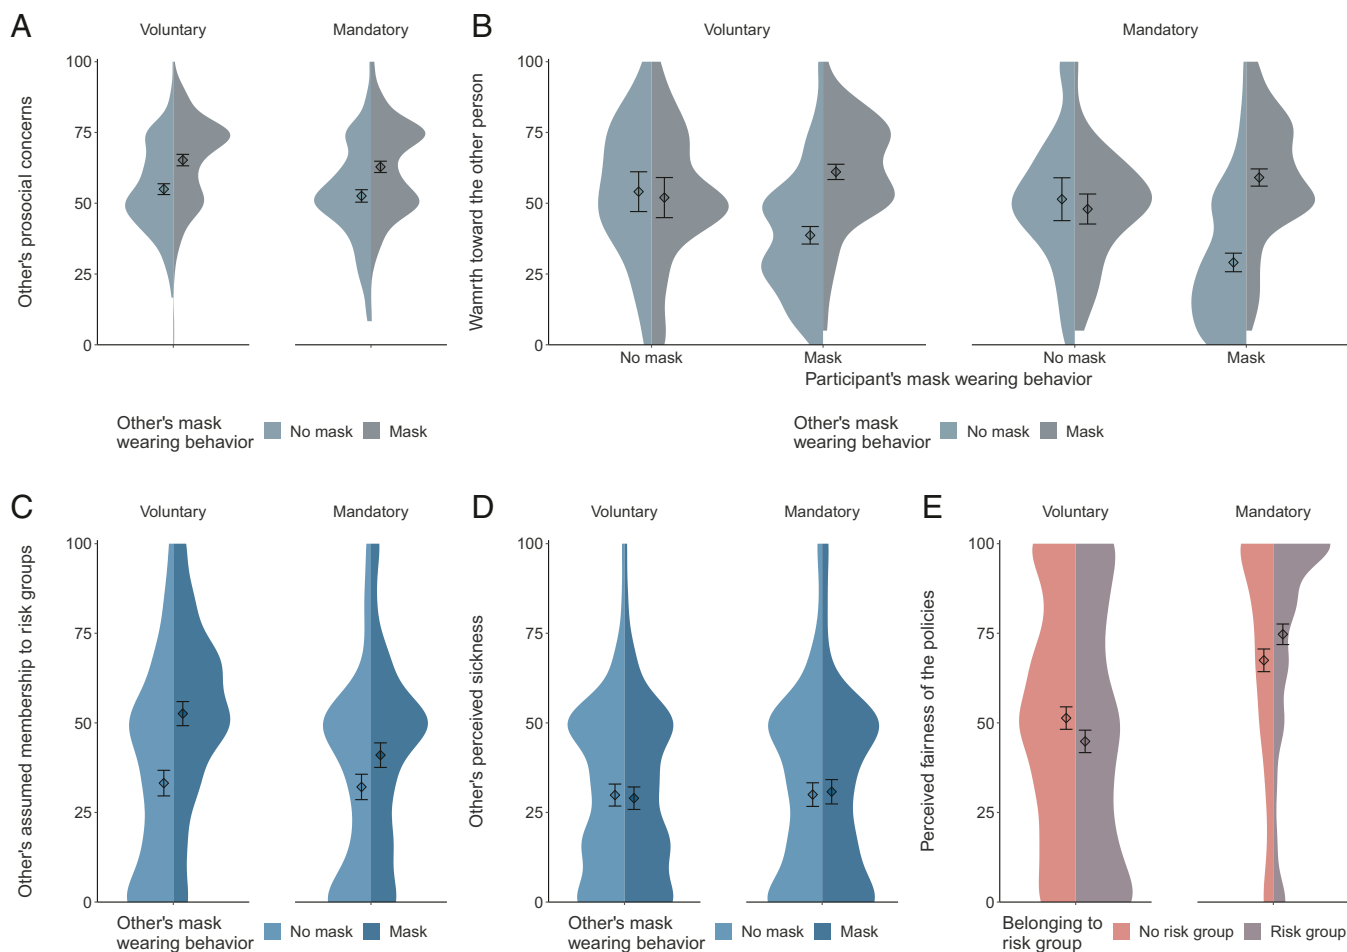 A
Voluntary
Mandatory
Other's prosocial concerns
100
75
50
25
0
Other's mask
wearing behavior
No mask
Mask
B
Voluntary
Mandatory
Wamrth toward the other person
100
75
50
25
0
No mask
Mask
No mask
Mask
Participant's mask wearing behavior
Other's mask
wearing behavior
No mask
Mask
C
Voluntary
Mandatory
Other's assumed membership to risk groups
100
75
50
25
0
Other's mask
wearing behavior
No mask
Mask
D
Voluntary
Mandatory
Other's perceived sickness
100
75
50
25
0
Other's mask
wearing behavior
No mask
Mask
E
Voluntary
Mandatory
Perceived fairness of the policies
100
75
50
25
0
Belonging to
risk group
No risk group
Risk group